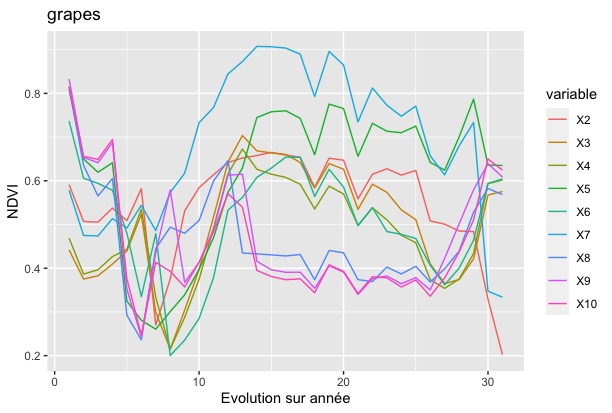 grapes
NDVI
0.8
0.6
0.4
0.2
0 10 20 30
Evolution sur année
variable
X2
X3
X4
X5
X6
X7
X8
X9
X10